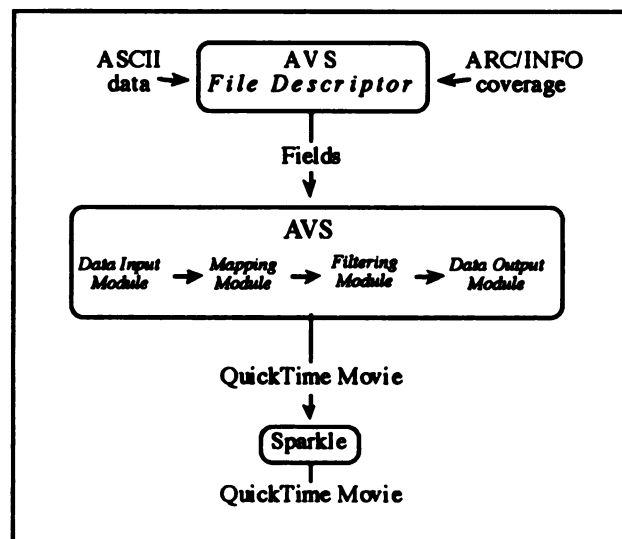 ASCII data
AVS
File Descriptor
ARC/INFO coverage
Fields
AVS
Data Input Module
Mapping Module
Filtering Module
Data Output Module
QuickTime Movie
Sparkle
QuickTime Movie